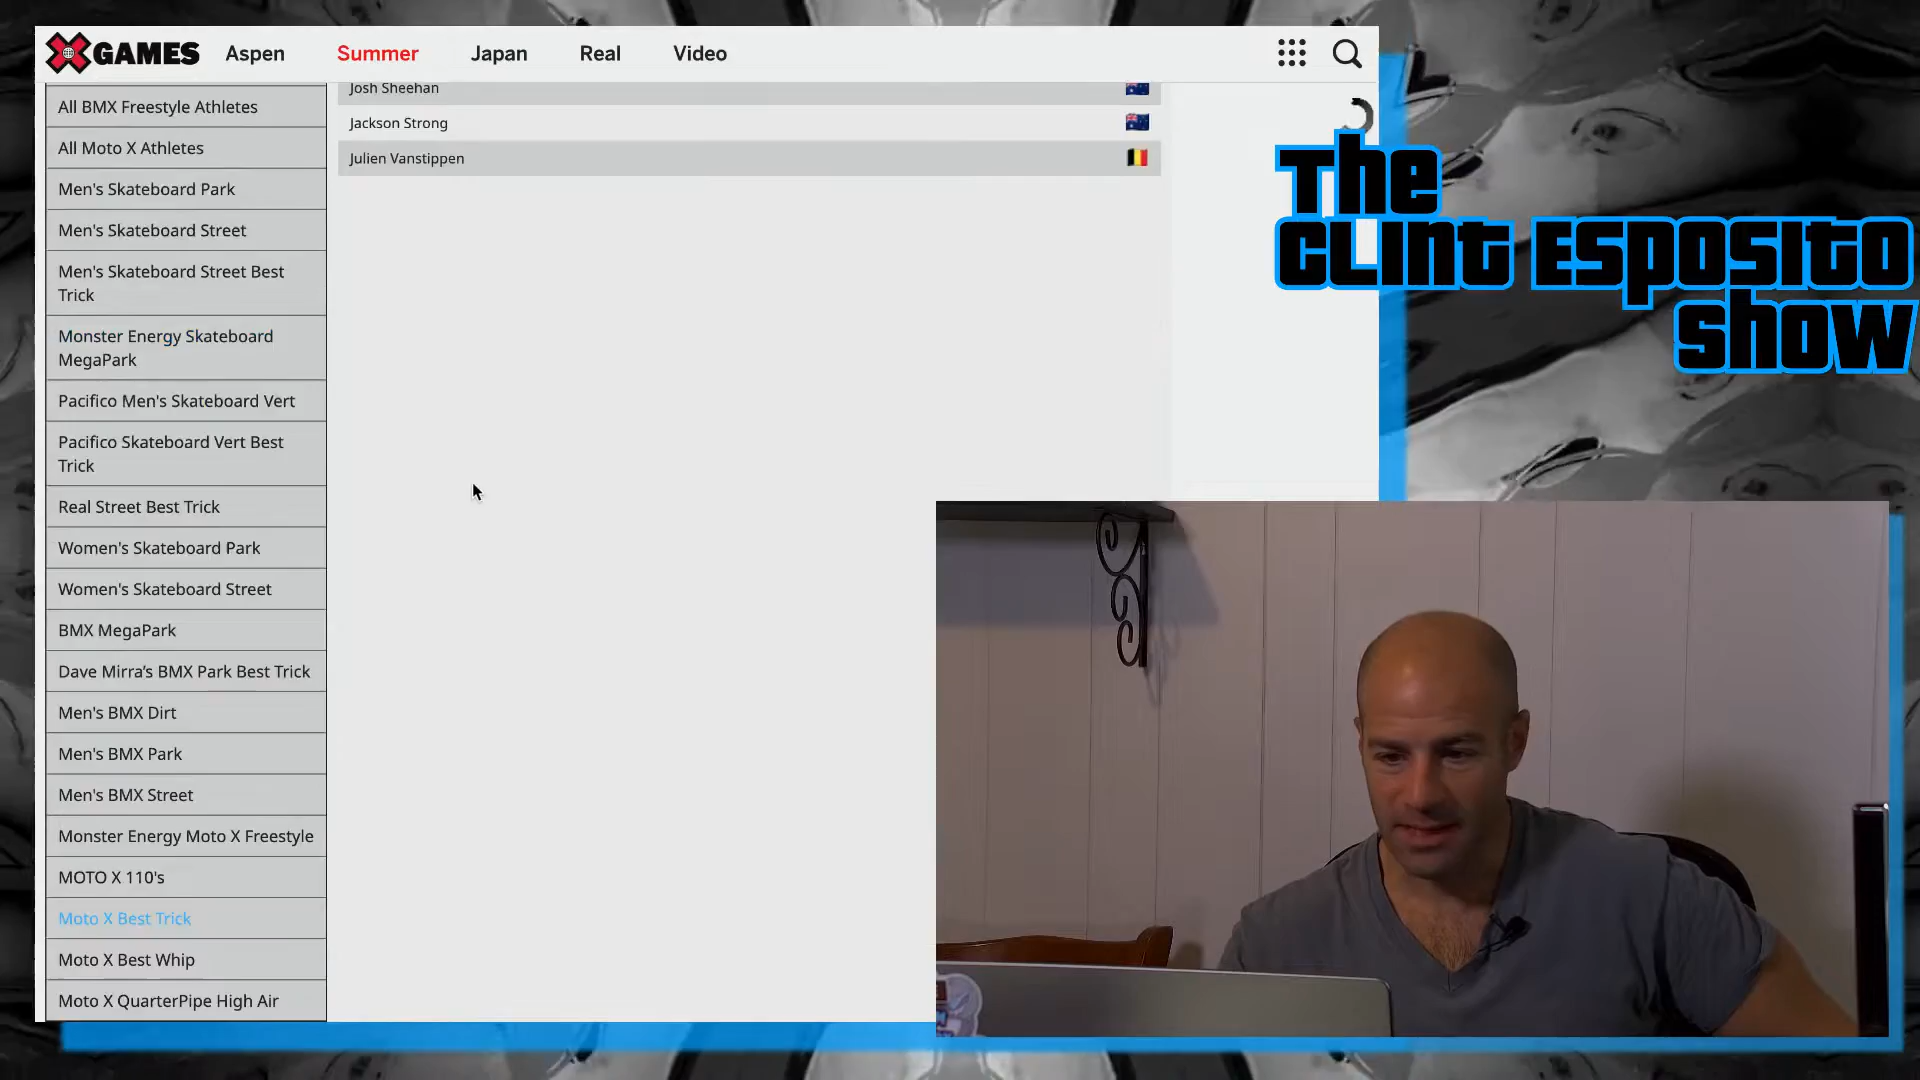 X GAMES
Aspen
Summer
Japan
Real
Video
All BMX Freestyle Athletes
All Moto X Athletes
Men's Skateboard Park
Men's Skateboard Street
Men's Skateboard Street Best
Trick
Monster Energy Skateboard
MegaPark
Pacifico Men's Skateboard Vert
Pacifico Skateboard Vert Best
Trick
Real Street Best Trick
Women's Skateboard Park
Women's Skateboard Street
BMX MegaPark
Dave Mirra’s BMX Park Best Trick
Men's BMX Dirt
Men's BMX Park
Men's BMX Street
Monster Energy Moto X Freestyle
MOTO X 110's
Moto X Best Trick
Moto X Best Whip
Moto X QuarterPipe High Air
Josh Sheehan
Jackson Strong
Julien Vanstippen
The
CLInt ESposIto
Show